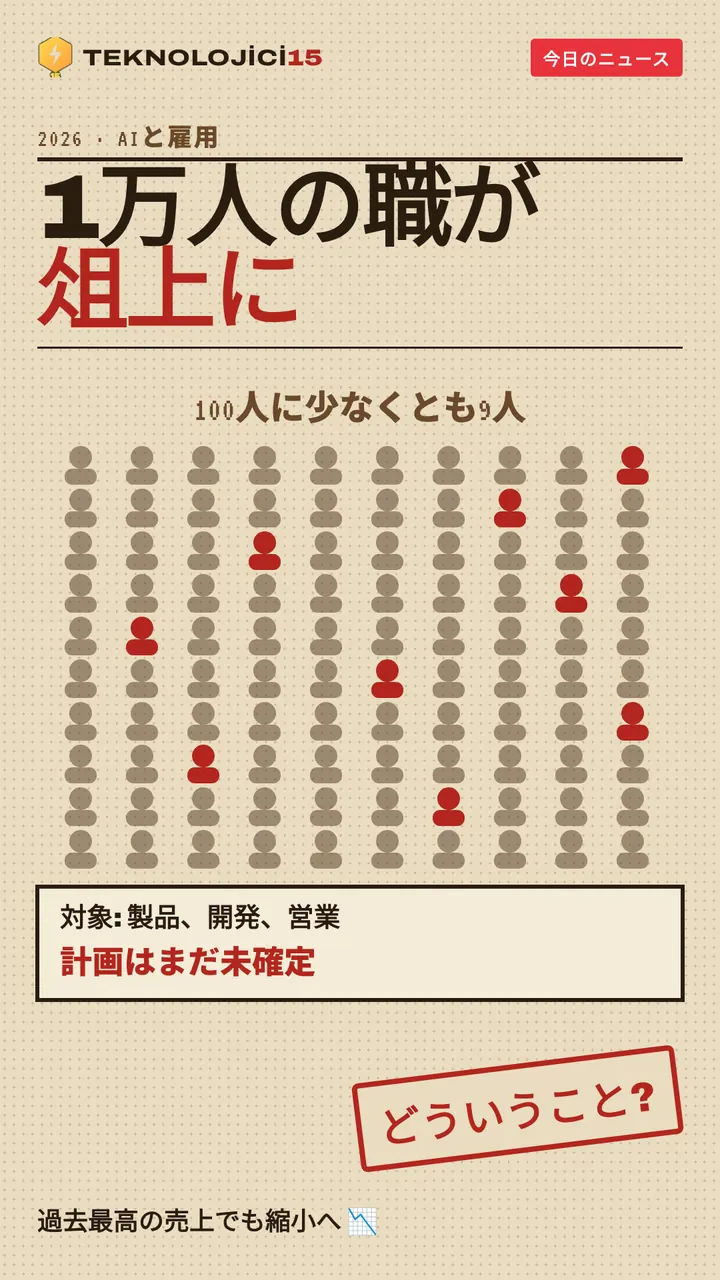 TEKNOLOJİCİ15
今日のニュース
2026 · AIと雇用
1万人の職が
俎上に
100人に少なくとも9人
対象: 製品、開発、営業
計画はまだ未確定
どういうこと?
過去最高の売上でも縮小へ 📉